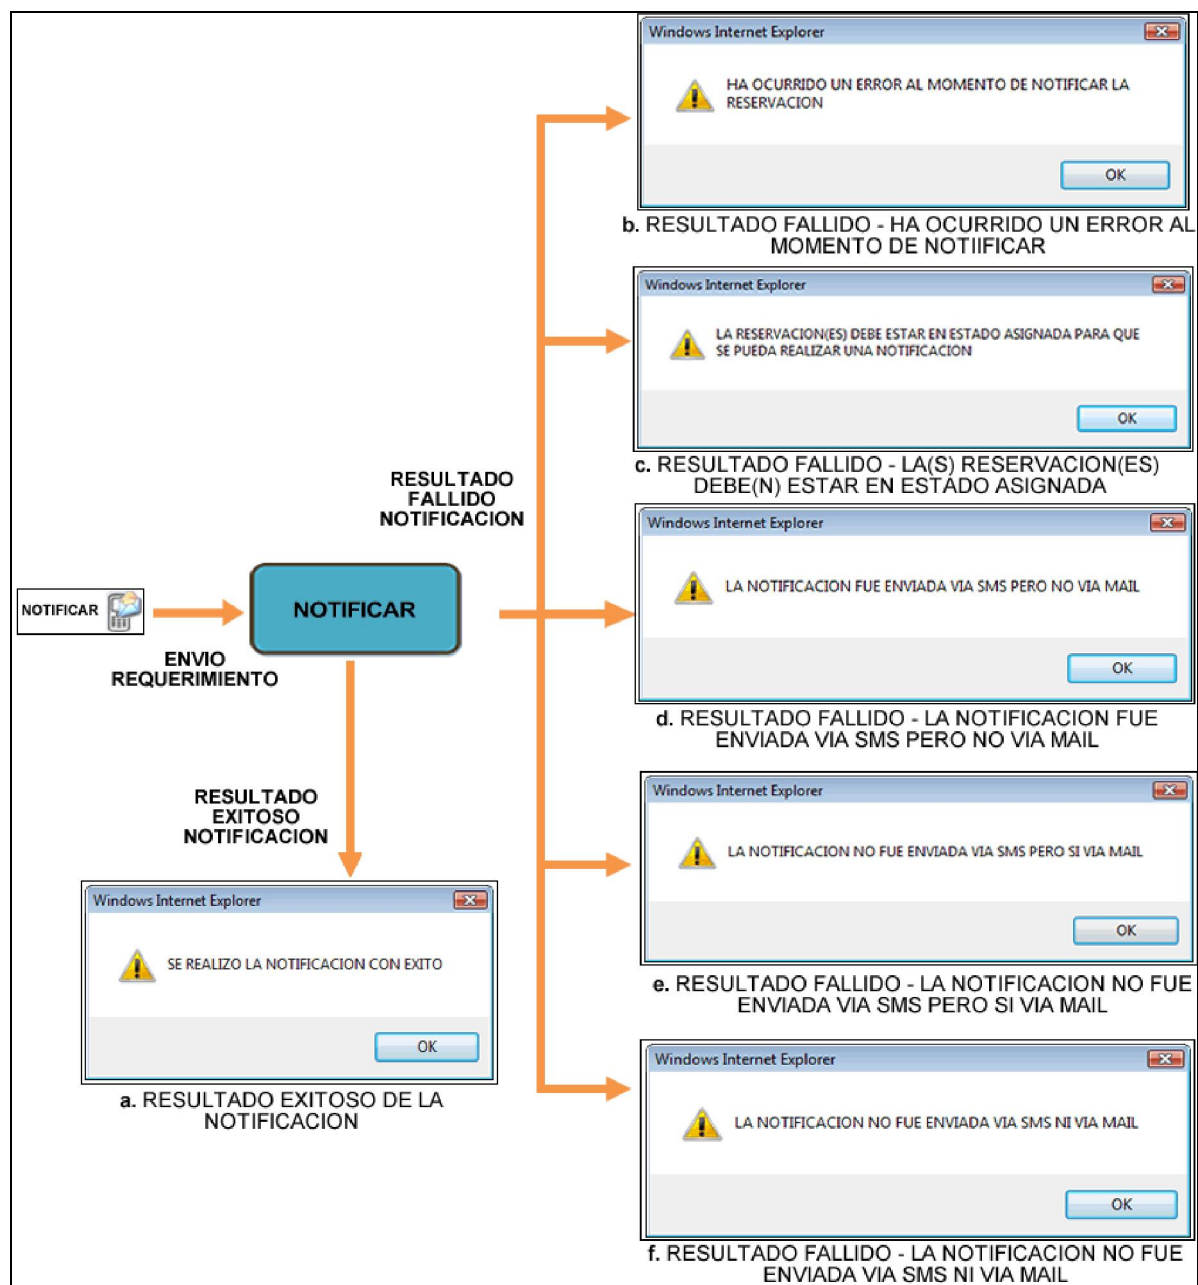 Windows Internet Explorer
HA OCURRIDO UN ERROR AL MOMENTO DE NOTIFICAR LA
RESERVACION
OK
b. RESULTADO FALLIDO - HA OCURRIDO UN ERROR AL
MOMENTO DE NOTIIFICAR
Windows Internet Explorer
LA RESERVACION(ES) DEBE ESTAR EN ESTADO ASIGNADA PARA QUE
SE PUEDA REALIZAR UNA NOTIFICACION
OK
c. RESULTADO FALLIDO - LA(S) RESERVACION(ES)
DEBE(N) ESTAR EN ESTADO ASIGNADA
RESULTADO
FALLIDO
NOTIFICACION
Windows Internet Explorer
LA NOTIFICACION FUE ENVIADA VIA SMS PERO NO VIA MAIL
OK
d. RESULTADO FALLIDO - LA NOTIFICACION FUE
ENVIADA VIA SMS PERO NO VIA MAIL
NOTIFICAR
NOTIFICAR
ENVIO
REQUERIMIENTO
RESULTADO
EXITOSO
NOTIFICACION
Windows Internet Explorer
LA NOTIFICACION NO FUE ENVIADA VIA SMS PERO SI VIA MAIL
OK
e. RESULTADO FALLIDO - LA NOTIFICACION NO FUE
ENVIADA VIA SMS PERO SI VIA MAIL
Windows Internet Explorer
SE REALIZO LA NOTIFICACION CON EXITO
OK
a. RESULTADO EXITOSO DE LA
NOTIFICACION
Windows Internet Explorer
LA NOTIFICACION NO FUE ENVIADA VIA SMS NI VIA MAIL
OK
f. RESULTADO FALLIDO - LA NOTIFICACION NO FUE
ENVIADA VIA SMS NI VIA MAIL